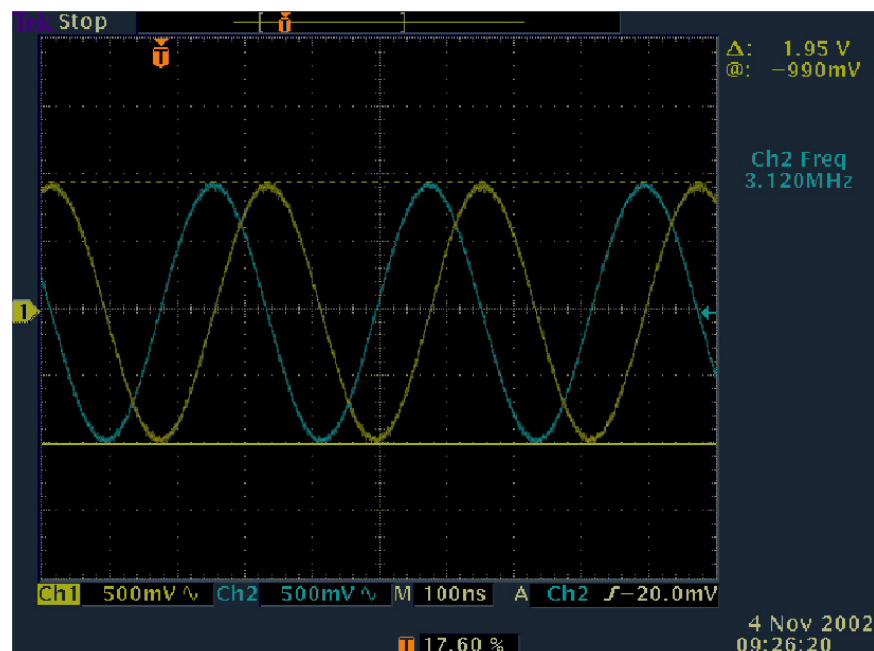 Tek Stop
T
T
Δ: 1.95 V
@: −990mV
Ch2 Freq
3.120MHz
1
Ch1 500mV∿ Ch2 500mV∿ M 100ns A Ch2 ʃ −20.0mV
4 Nov 2002
T 17.60 % 09:26:20